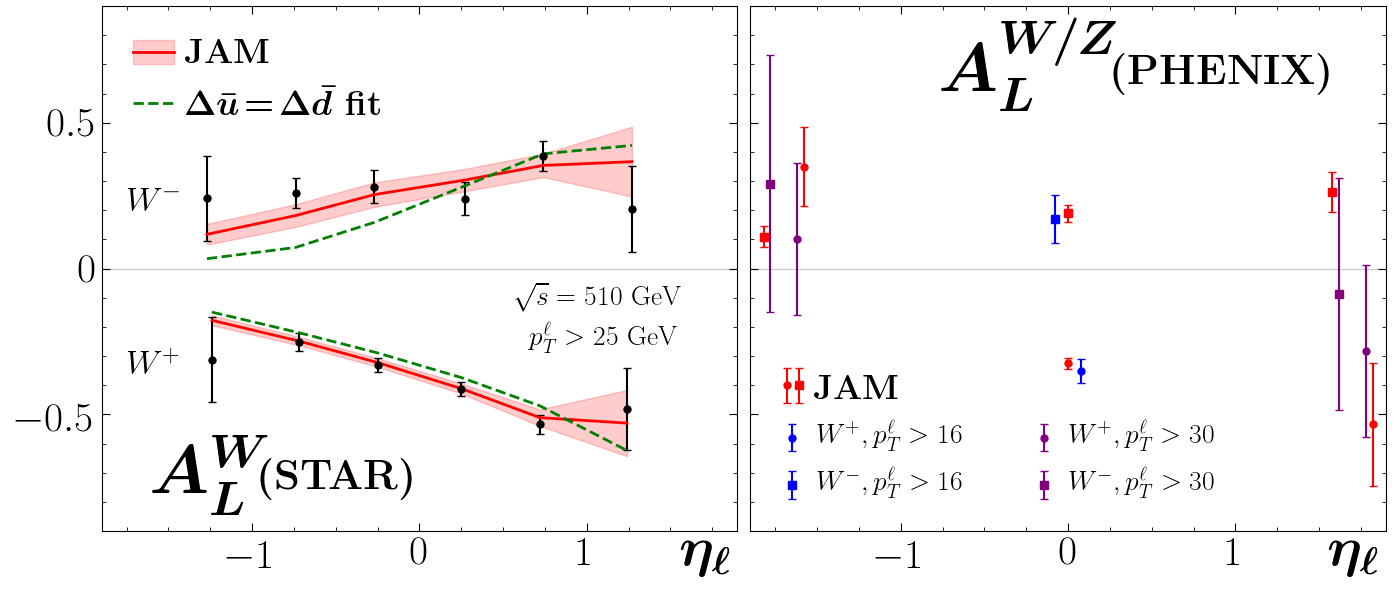 JAM
Δū = Δd̄ fit
0.5
W⁻
0
√s = 510 GeV
p_T^ℓ > 25 GeV
W⁺
−0.5
A_L^W (STAR)
−1 0 1 η_ℓ
A_L^{W/Z} (PHENIX)
JAM
W⁺, p_T^ℓ > 16 W⁺, p_T^ℓ > 30
W⁻, p_T^ℓ > 16 W⁻, p_T^ℓ > 30
−1 0 1 η_ℓ